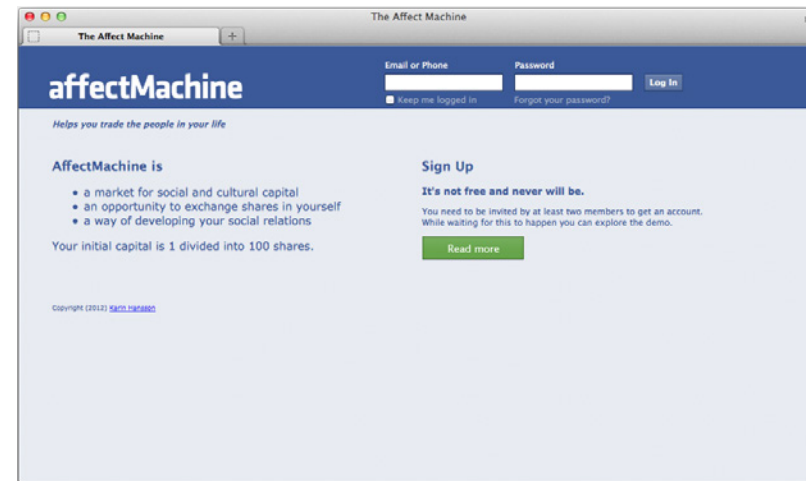 The Affect Machine
The Affect Machine
Email or Phone
Password
affectMachine
Log In
Keep me logged in
Forgot your password?
Helps you trade the people in your life
AffectMachine is
• a market for social and cultural capital
• an opportunity to exchange shares in yourself
• a way of developing your social relations
Your initial capital is 1 divided into 100 shares.
Sign Up
It's not free and never will be.
You need to be invited by at least two members to get an account.
While waiting for this to happen you can explore the demo.
Read more
Copyright (2012) Karin Hansson